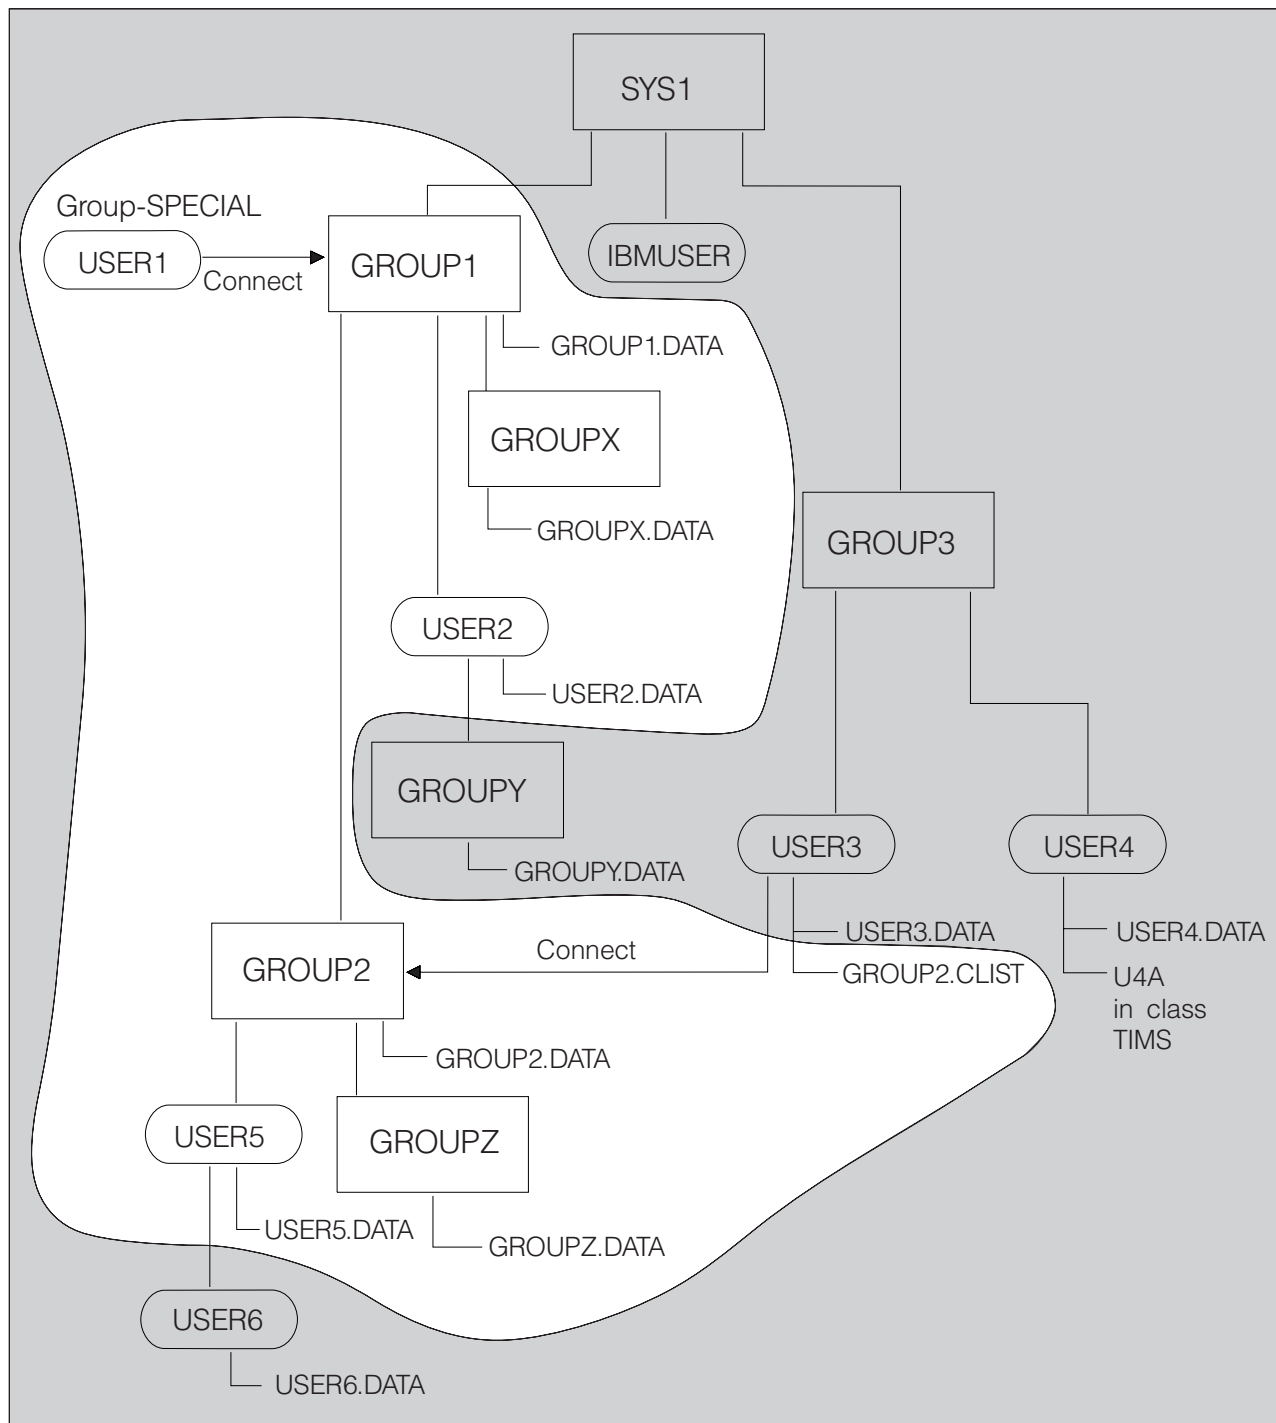 SYS1
Group-SPECIAL
USER1
Connect
GROUP1
IBMUSER
GROUP1.DATA
GROUPX
GROUPX.DATA
GROUP3
USER2
USER2.DATA
GROUPY
GROUPY.DATA
USER3
USER4
USER3.DATA
USER4.DATA
GROUP2
Connect
GROUP2.CLIST
U4A
in class
TIMS
GROUP2.DATA
USER5
GROUPZ
USER5.DATA
GROUPZ.DATA
USER6
USER6.DATA